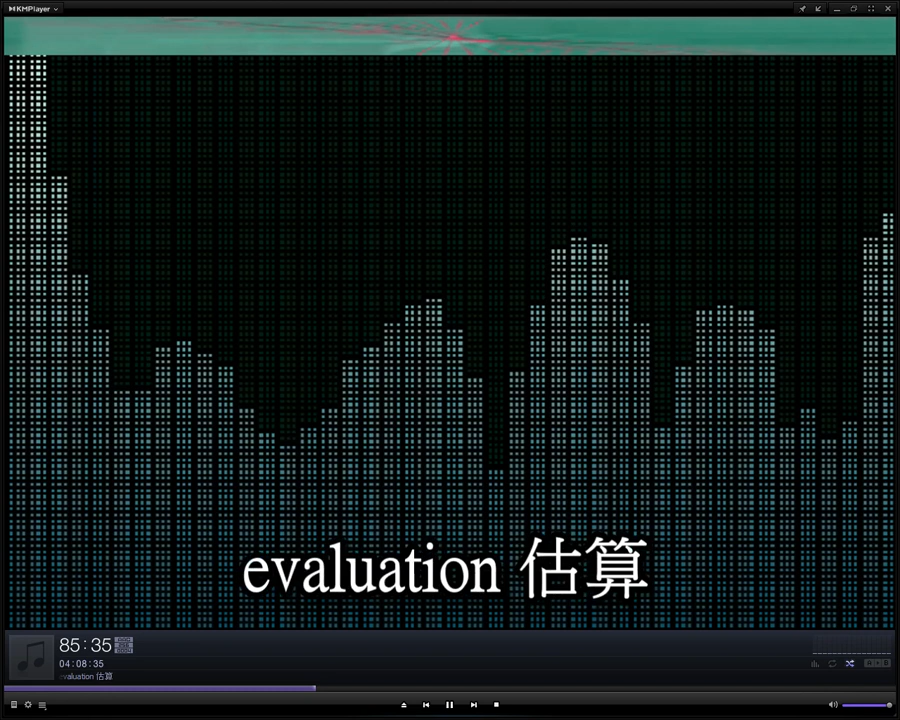 KMPlayer
evaluation 估算
85:35
04:08:35
evaluation 估算